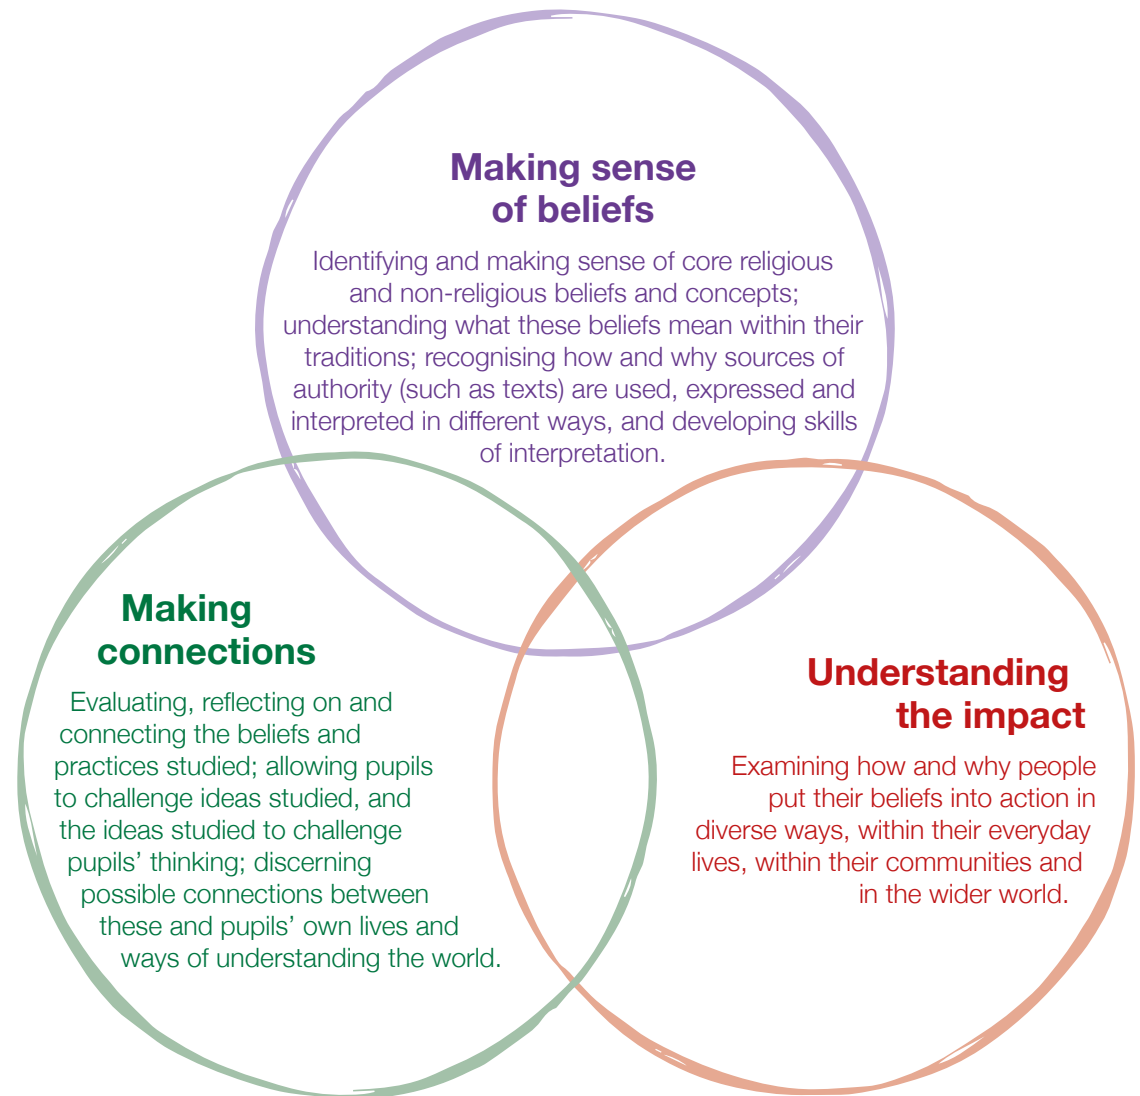 Making sense
of beliefs
Identifying and making sense of core religious
and non-religious beliefs and concepts;
understanding what these beliefs mean within their
traditions; recognising how and why sources of
authority (such as texts) are used, expressed and
interpreted in different ways, and developing skills
of interpretation.
Making
connections
Evaluating, reflecting on and
connecting the beliefs and
practices studied; allowing pupils
to challenge ideas studied, and
the ideas studied to challenge
pupils’ thinking; discerning
possible connections between
these and pupils’ own lives and
ways of understanding the world.
Understanding
the impact
Examining how and why people
put their beliefs into action in
diverse ways, within their everyday
lives, within their communities and
in the wider world.